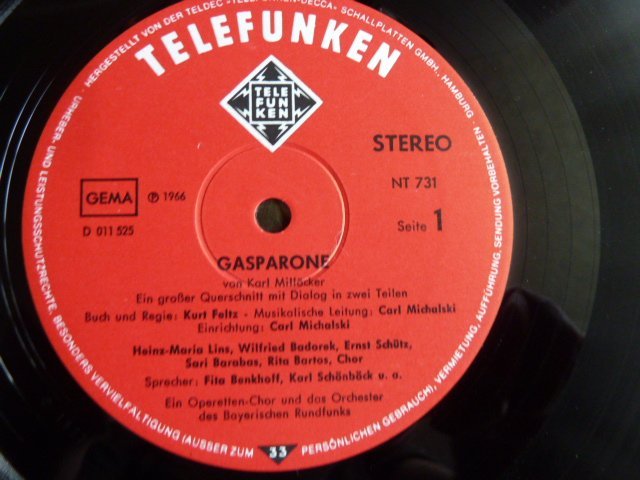 HERGESTELLT VON DER TELDEC »TELEFUNKEN-DECCA« SCHALLPLATTEN GMBH., HAMBURG
TELEFUNKEN
TELE
FUN
KEN
STEREO
NT 731
Seite 1
GEMA
℗ 1966
D 011 525
GASPARONE
von Karl Millöcker
Ein großer Querschnitt mit Dialog in zwei Teilen
Buch und Regie: Kurt Feltz - Musikalische Leitung: Carl Michalski
Einrichtung: Carl Michalski
Heinz-Maria Lins, Wilfried Badorek, Ernst Schütz,
Sari Barabas, Rita Bartos, Chor
Sprecher: Fita Benkhoff, Karl Schönböck u. a.
Ein Operetten-Chor und das Orchester
des Bayerischen Rundfunks
URHEBER- UND LEISTUNGSSCHUTZRECHTE, BESONDERS VERVIELFÄLTIGUNG (AUSSER ZUM PERSÖNLICHEN GEBRAUCH), VERMIETUNG, AUFFÜHRUNG, SENDUNG VORBEHALTEN
33